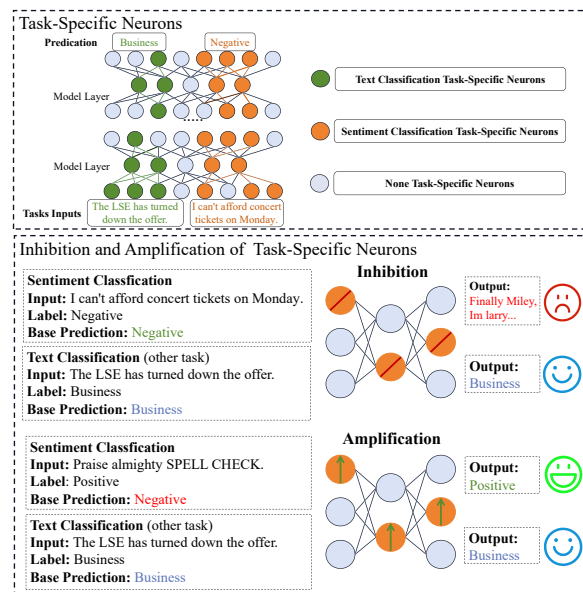 Task-Specific Neurons
Predication
Business
Negative
Model Layer
......
Model Layer
Tasks Inputs
The LSE has turned
down the offer.
I can't afford concert
tickets on Monday.
Text Classification Task-Specific Neurons
Sentiment Classification Task-Specific Neurons
None Task-Specific Neurons
Inhibition and Amplification of Task-Specific Neurons
Sentiment Classfication
Input: I can't afford concert tickets on Monday.
Label: Negative
Base Prediction: Negative
Text Classification (other task)
Input: The LSE has turned down the offer.
Label: Business
Base Prediction: Business
Inhibition
Output:
Finally Miley,
Im larry...
Output:
Business
Sentiment Classfication
Input: Praise almighty SPELL CHECK.
Label: Positive
Base Prediction: Negative
Text Classification (other task)
Input: The LSE has turned down the offer.
Label: Business
Base Prediction: Business
Amplification
Output:
Positive
Output:
Business